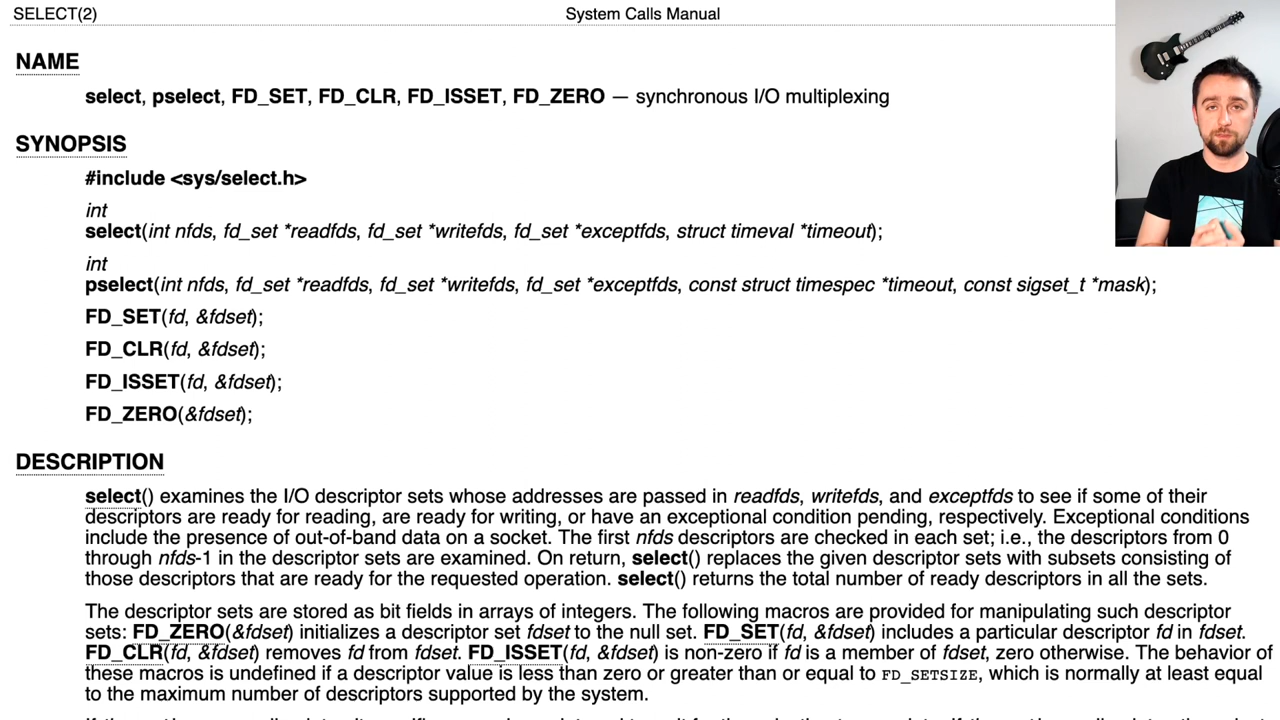 SELECT(2) System Calls Manual
NAME
select, pselect, FD_SET, FD_CLR, FD_ISSET, FD_ZERO — synchronous I/O multiplexing
SYNOPSIS
#include <sys/select.h>
int
select(int nfds, fd_set *readfds, fd_set *writefds, fd_set *exceptfds, struct timeval *timeout);
int
pselect(int nfds, fd_set *readfds, fd_set *writefds, fd_set *exceptfds, const struct timespec *timeout, const sigset_t *mask);
FD_SET(fd, &fdset);
FD_CLR(fd, &fdset);
FD_ISSET(fd, &fdset);
FD_ZERO(&fdset);
DESCRIPTION
select() examines the I/O descriptor sets whose addresses are passed in readfds, writefds, and exceptfds to see if some of their
descriptors are ready for reading, are ready for writing, or have an exceptional condition pending, respectively. Exceptional conditions
include the presence of out-of-band data on a socket. The first nfds descriptors are checked in each set; i.e., the descriptors from 0
through nfds-1 in the descriptor sets are examined. On return, select() replaces the given descriptor sets with subsets consisting of
those descriptors that are ready for the requested operation. select() returns the total number of ready descriptors in all the sets.
The descriptor sets are stored as bit fields in arrays of integers. The following macros are provided for manipulating such descriptor
sets: FD_ZERO(&fdset) initializes a descriptor set fdset to the null set. FD_SET(fd, &fdset) includes a particular descriptor fd in fdset.
FD_CLR(fd, &fdset) removes fd from fdset. FD_ISSET(fd, &fdset) is non-zero if fd is a member of fdset, zero otherwise. The behavior of
these macros is undefined if a descriptor value is less than zero or greater than or equal to FD_SETSIZE, which is normally at least equal
to the maximum number of descriptors supported by the system.